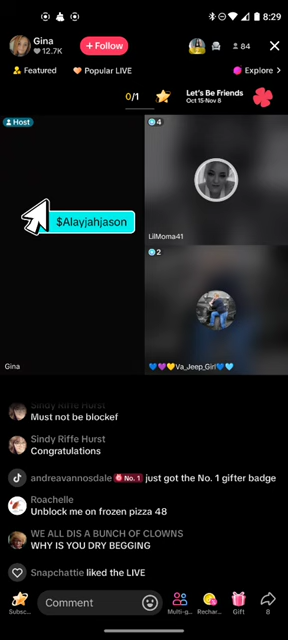 8:29
Gina
12.7K
+ Follow
84
Featured
Popular LIVE
Explore >
0/1
Let's Be Friends
Oct 15-Nov 8
Host
4
$Alayjahjason
LilMoma41
2
Gina
Va_Jeep_Girl
Sindy Riffe Hurst
Must not be blockef
Sindy Riffe Hurst
Congratulations
andreavannosdale No. 1 just got the No. 1 gifter badge
Roachelle
Unblock me on frozen pizza 48
WE ALL DIS A BUNCH OF CLOWNS
WHY IS YOU DRY BEGGING
Snapchattie liked the LIVE
Subsc...
Comment
Multi-g...
Rechar...
Gift
8